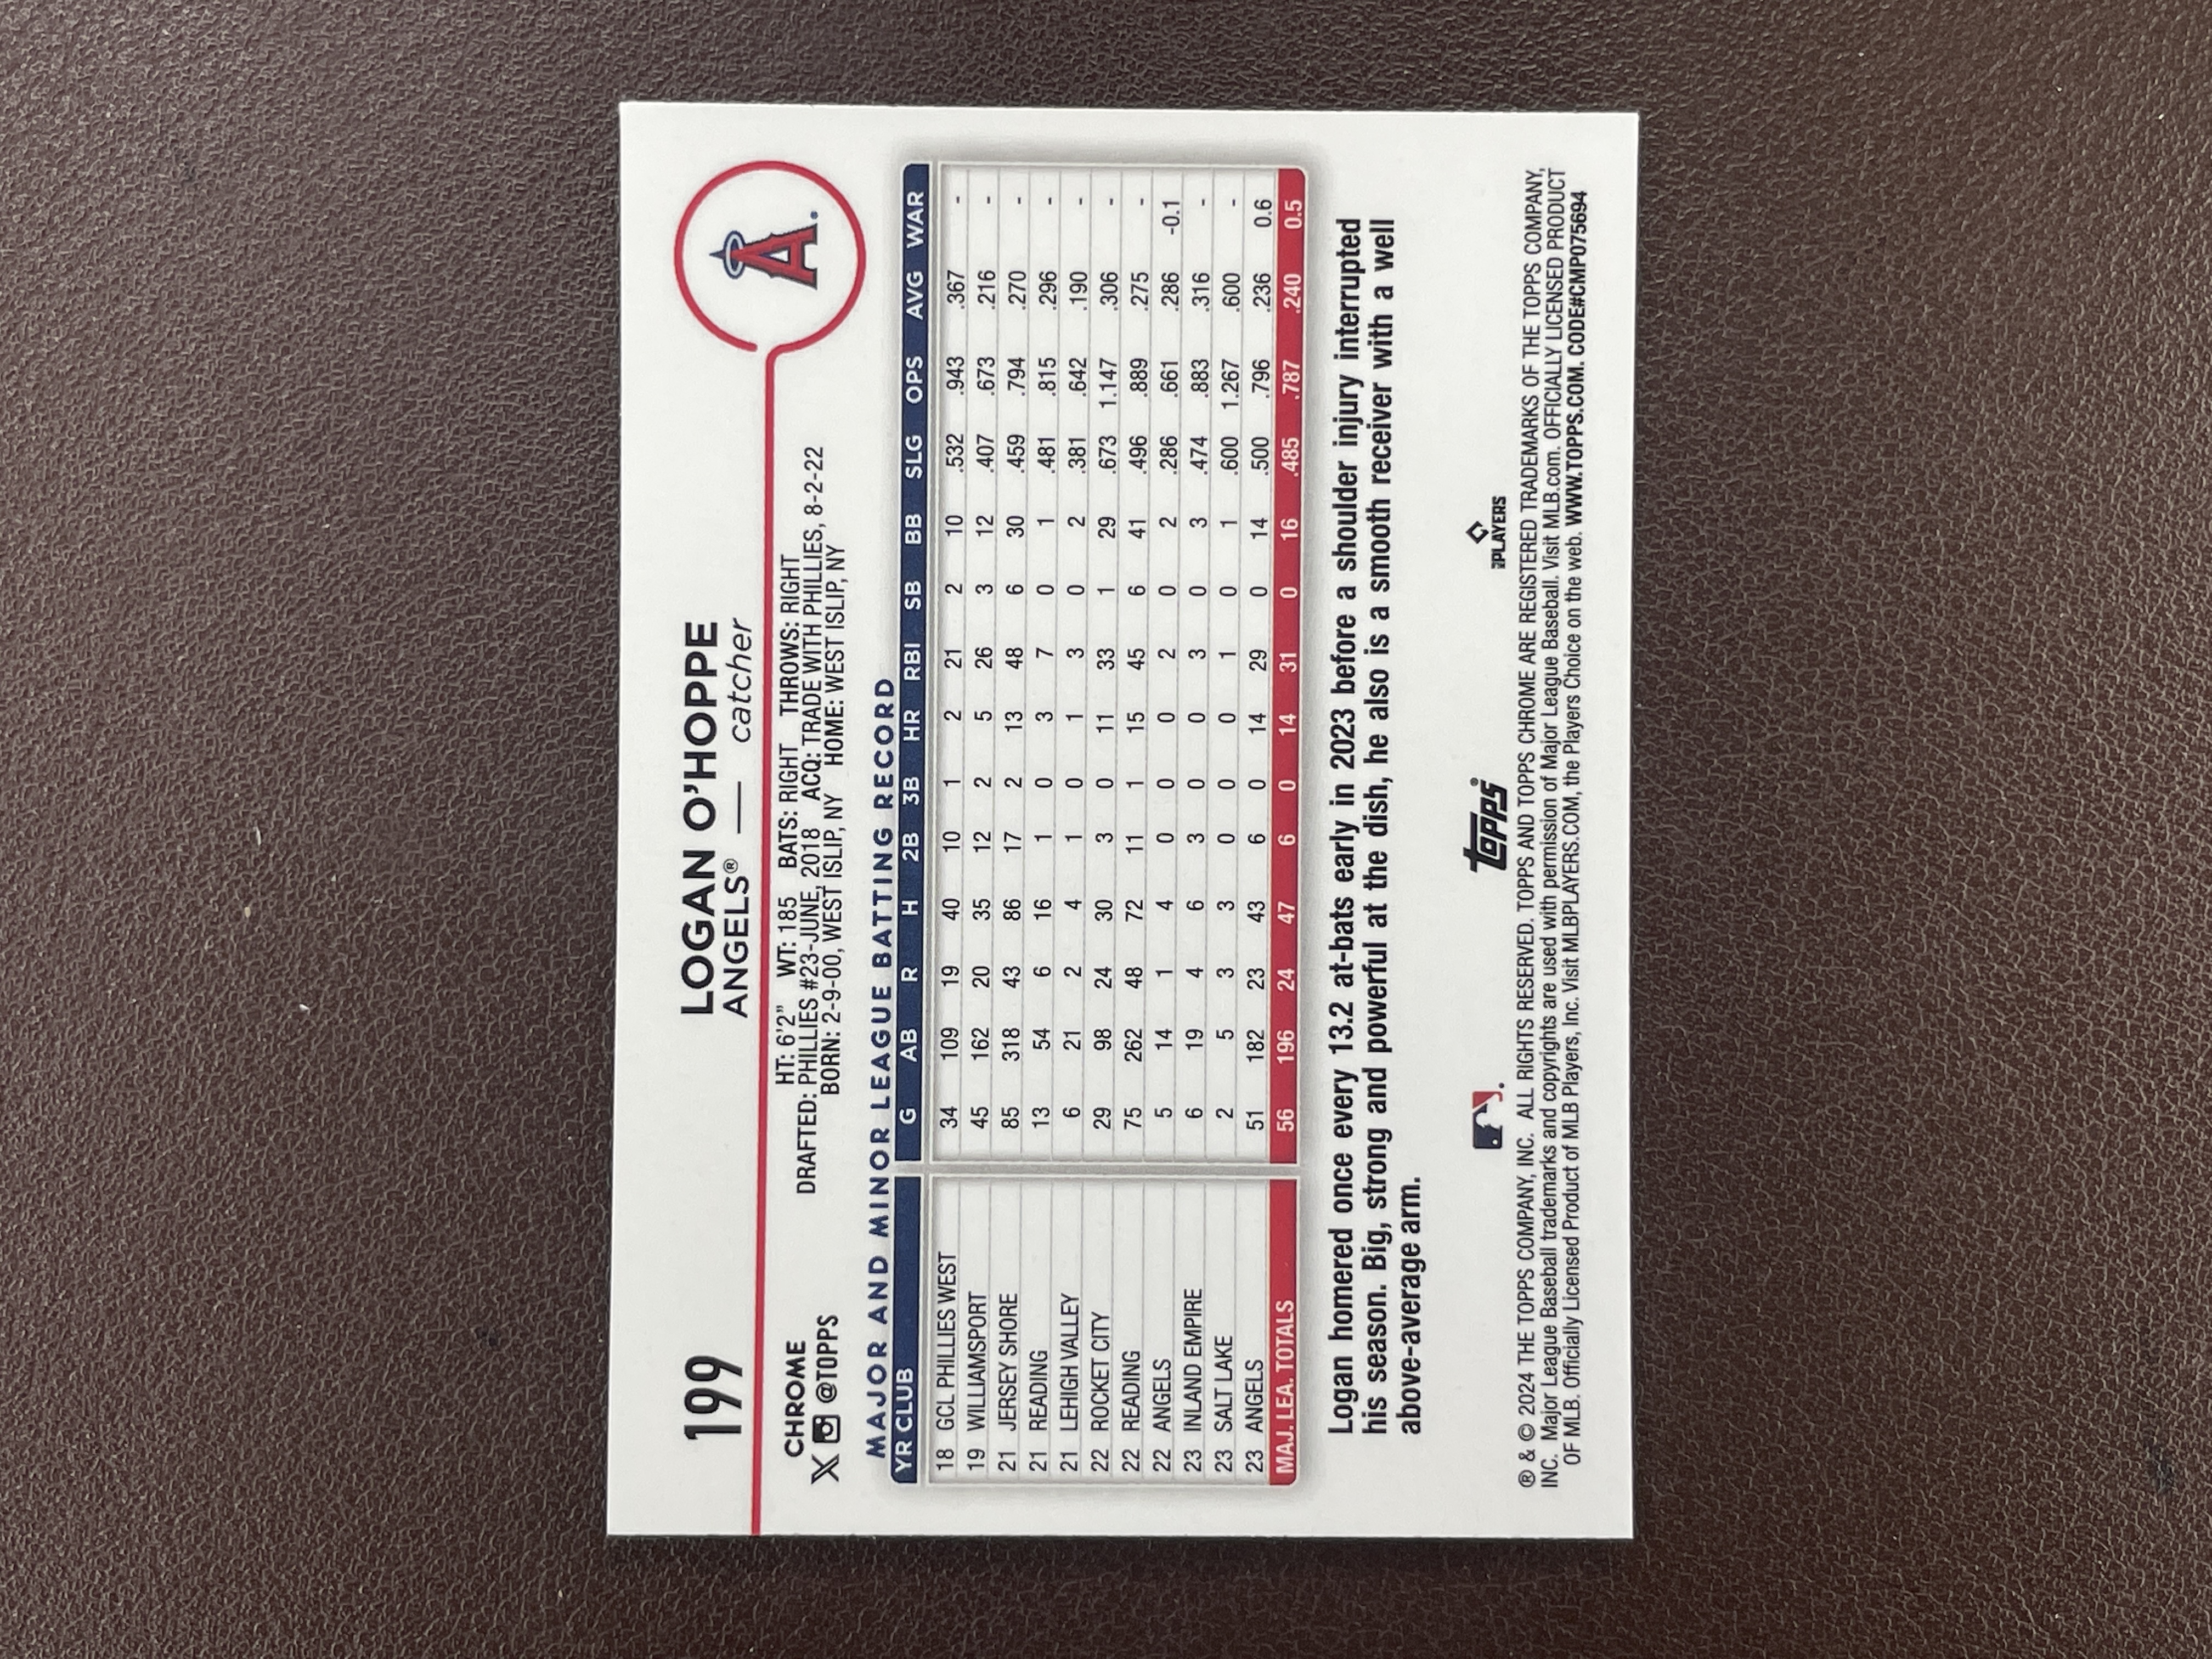 199
LOGAN O'HOPPE
ANGELS® — catcher
A.
CHROME
X @TOPPS
HT: 6'2" WT: 185 BATS: RIGHT THROWS: RIGHT
DRAFTED: PHILLIES #23-JUNE, 2018 ACQ: TRADE WITH PHILLIES, 8-2-22
BORN: 2-9-00, WEST ISLIP, NY HOME: WEST ISLIP, NY
MAJOR AND MINOR LEAGUE BATTING RECORD
YR CLUB G AB R H 2B 3B HR RBI SB BB SLG OPS AVG WAR
18 GCL PHILLIES WEST 34 109 19 40 10 1 2 21 2 10 .532 .943 .367 -
19 WILLIAMSPORT 45 162 20 35 12 2 5 26 3 12 .407 .673 .216 -
21 JERSEY SHORE 85 318 43 86 17 2 13 48 6 30 .459 .794 .270 -
21 READING 13 54 6 16 1 0 3 7 0 1 .481 .815 .296 -
21 LEHIGH VALLEY 6 21 2 4 1 0 1 3 0 2 .381 .642 .190 -
22 ROCKET CITY 29 98 24 30 3 0 11 33 1 29 .673 1.147 .306 -
22 READING 75 262 48 72 11 1 15 45 6 41 .496 .889 .275 -
22 ANGELS 5 14 1 4 0 0 0 2 0 2 .286 .661 .286 -0.1
23 INLAND EMPIRE 6 19 4 6 3 0 0 3 0 3 .474 .883 .316 -
23 SALT LAKE 2 5 3 3 0 0 0 1 0 1 .600 1.267 .600 -
23 ANGELS 51 182 23 43 6 0 14 29 0 14 .500 .796 .236 0.6
MAJ. LEA. TOTALS 56 196 24 47 6 0 14 31 0 16 .485 .787 .240 0.5
Logan homered once every 13.2 at-bats early in 2023 before a shoulder injury interrupted
his season. Big, strong and powerful at the dish, he also is a smooth receiver with a well
above-average arm.
topps®
PLAYERS
® & © 2024 THE TOPPS COMPANY, INC. ALL RIGHTS RESERVED. TOPPS AND TOPPS CHROME ARE REGISTERED TRADEMARKS OF THE TOPPS COMPANY,
INC. Major League Baseball trademarks and copyrights are used with permission of Major League Baseball. Visit MLB.com. OFFICIALLY LICENSED PRODUCT
OF MLB. Officially Licensed Product of MLB Players, Inc. Visit MLBPLAYERS.COM, the Players Choice on the web. WWW.TOPPS.COM. CODE#CMP075694